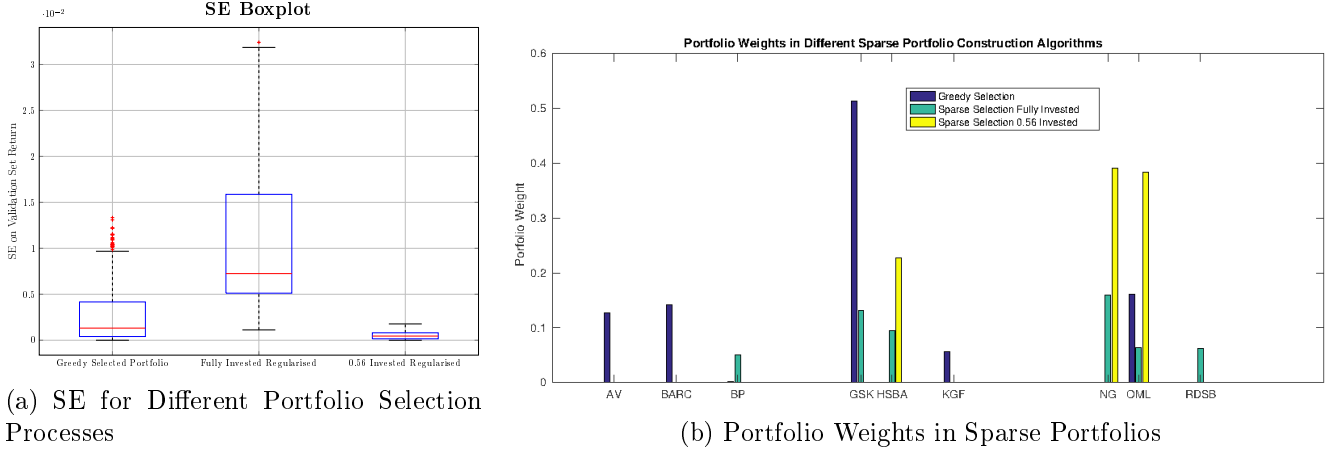 SE Boxplot
·10⁻²
SE on Validation Set Return
3
2.5
2
1.5
1
0.5
0
Greedy Selected Portfolio
Fully Invested Regularised
0.56 Invested Regularised
(a) SE for Different Portfolio Selection
Processes
Portfolio Weights in Different Sparse Portfolio Construction Algorithms
Portfolio Weight
0.6
0.5
0.4
0.3
0.2
0.1
0
Greedy Selection
Sparse Selection Fully Invested
Sparse Selection 0.56 Invested
AV
BARC
BP
GSK
HSBA
KGF
NG
OML
RDSB
(b) Portfolio Weights in Sparse Portfolios